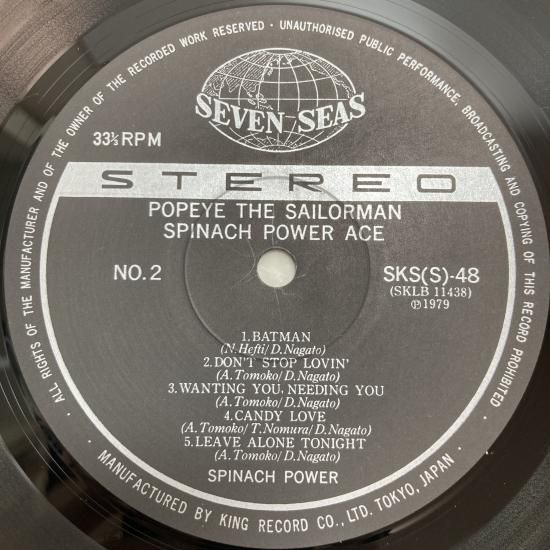 · ALL RIGHTS OF THE MANUFACTURER AND OF THE OWNER OF THE RECORDED WORK RESERVED · UNAUTHORISED PUBLIC PERFORMANCE, BROADCASTING AND COPYING OF THIS RECORD PROHIBITED ·
SEVEN SEAS
33⅓ RPM
STEREO
POPEYE THE SAILORMAN
SPINACH POWER ACE
NO. 2
SKS(S)-48
(SKLB 11438)
℗1979
1. BATMAN
(N. Hefti/D. Nagato)
2. DON'T STOP LOVIN'
(A. Tomoko/D. Nagato)
3. WANTING YOU, NEEDING YOU
(A. Tomoko/D. Nagato)
4. CANDY LOVE
(A. Tomoko/T. Nomura/D. Nagato)
5. LEAVE ALONE TONIGHT
(A. Tomoko/D. Nagato)
SPINACH POWER
MANUFACTURED BY KING RECORD CO., LTD. TOKYO, JAPAN